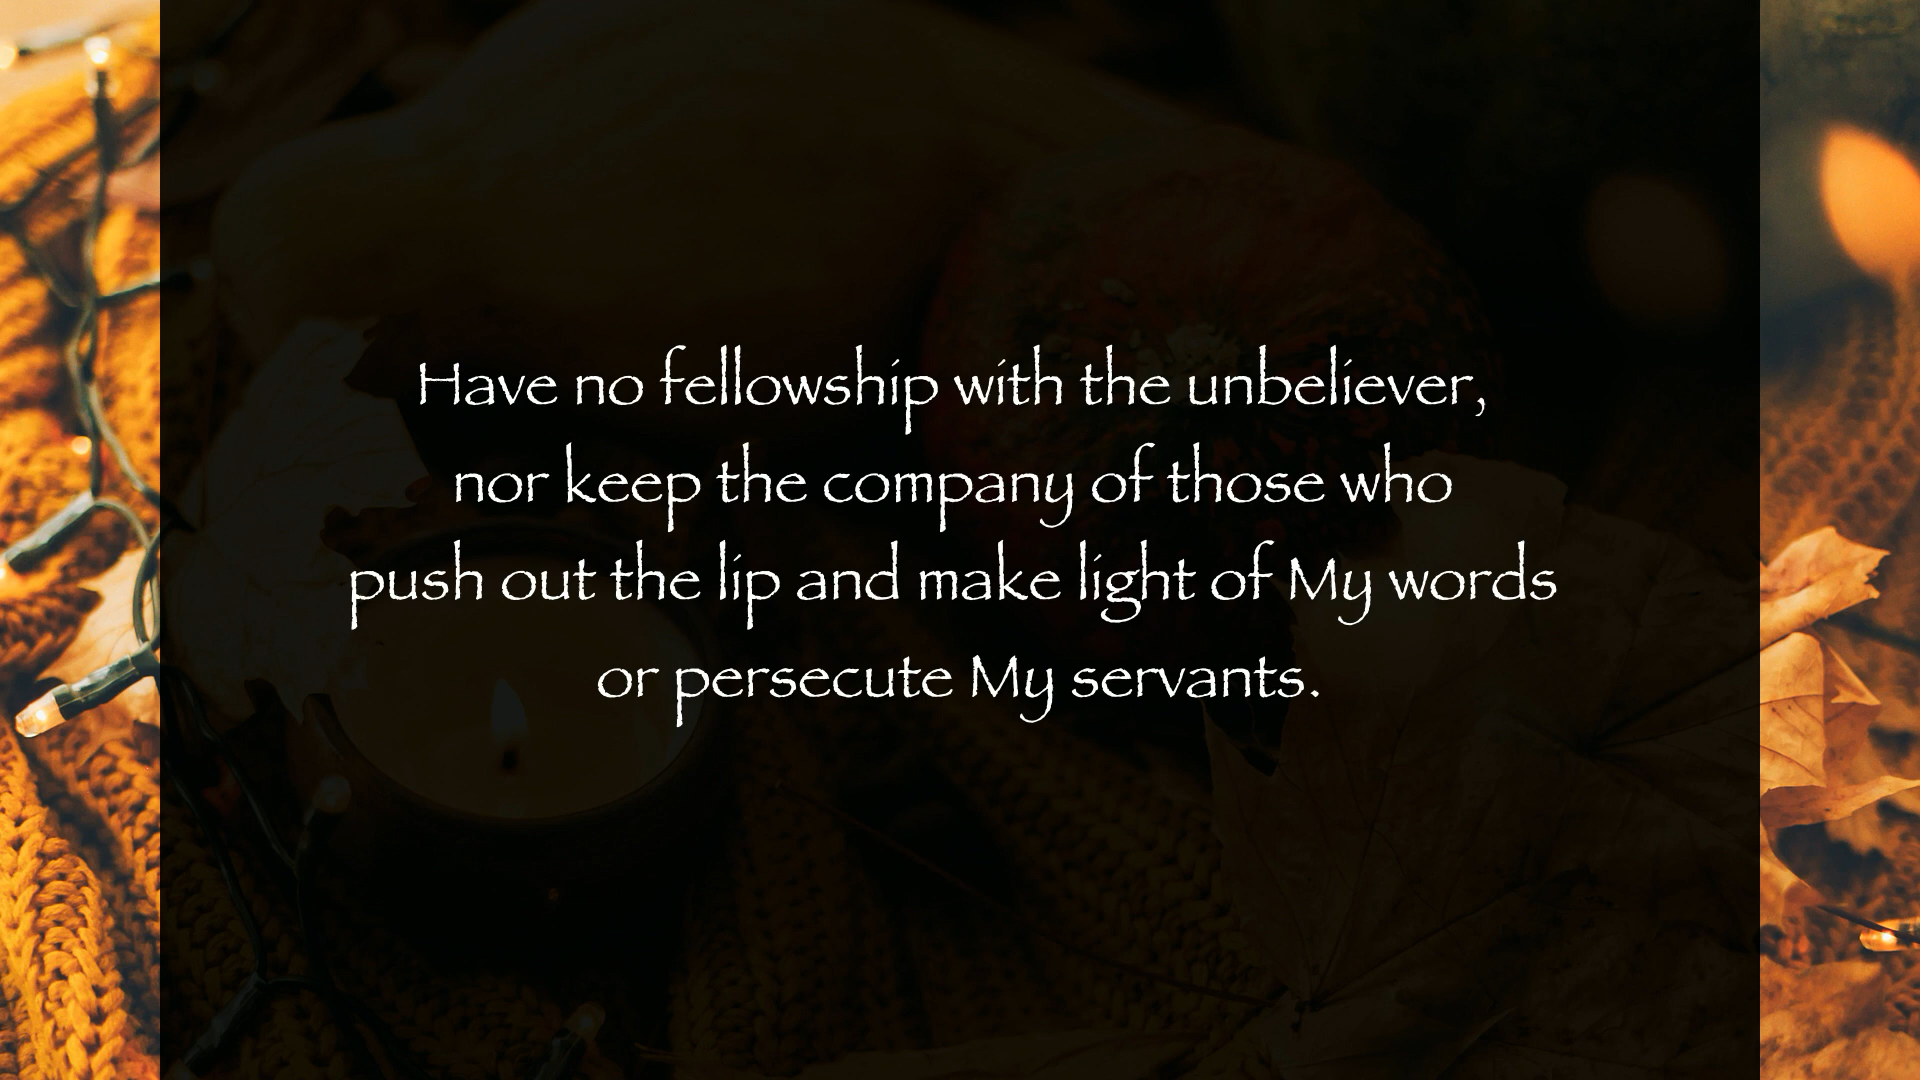 Have no fellowship with the unbeliever,
nor keep the company of those who
push out the lip and make light of My words
or persecute My servants.